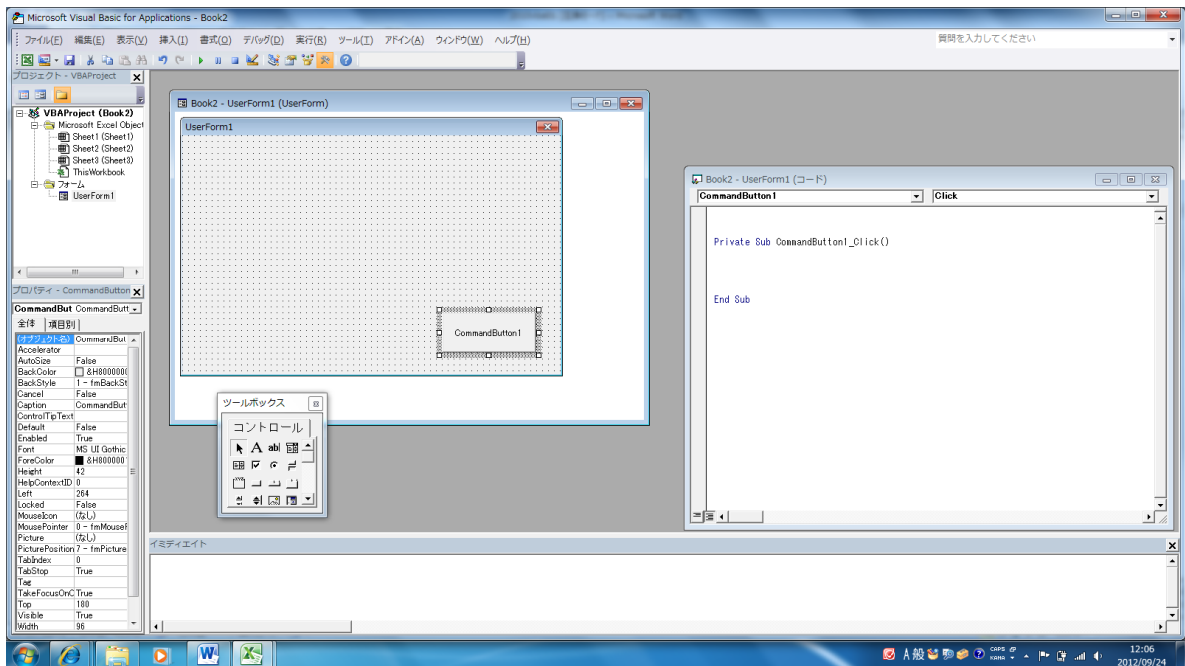 Microsoft Visual Basic for Applications - Book2
ファイル(F) 編集(E) 表示(V) 挿入(I) 書式(O) デバッグ(D) 実行(R) ツール(T) アドイン(A) ウィンドウ(W) ヘルプ(H)
質問を入力してください
プロジェクト - VBAProject
VBAProject (Book2)
Microsoft Excel Object
Sheet1 (Sheet1)
Sheet2 (Sheet2)
Sheet3 (Sheet3)
ThisWorkbook
フォーム
UserForm1
プロパティ - CommandButton
CommandBut CommandButt
全体 項目別
(オブジェクト名) CommandBut
Accelerator
AutoSize False
BackColor &H800000
BackStyle 1 - fmBackSt
Cancel False
Caption CommandBut
ControlTipText
Default False
Enabled True
Font MS UI Gothic
ForeColor &H800000
Height 42
HelpContextID 0
Left 264
Locked False
MouseIcon (なし)
MousePointer 0 - fmMouseF
Picture (なし)
PicturePosition 7 - fmPicture
TabIndex 0
TabStop True
Tag
TakeFocusOnC True
Top 180
Visible True
Width 96
Book2 - UserForm1 (UserForm)
UserForm1
CommandButton1
ツールボックス
コントロール
A abl
Book2 - UserForm1 (コード)
CommandButton1 Click
Private Sub CommandButton1_Click()
End Sub
イミディエイト
A 般 CAPS KANA
12:06
2012/09/24